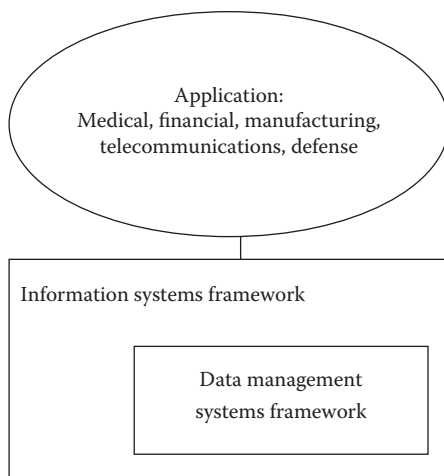 Application:
Medical, financial, manufacturing,
telecommunications, defense
Information systems framework
Data management
systems framework